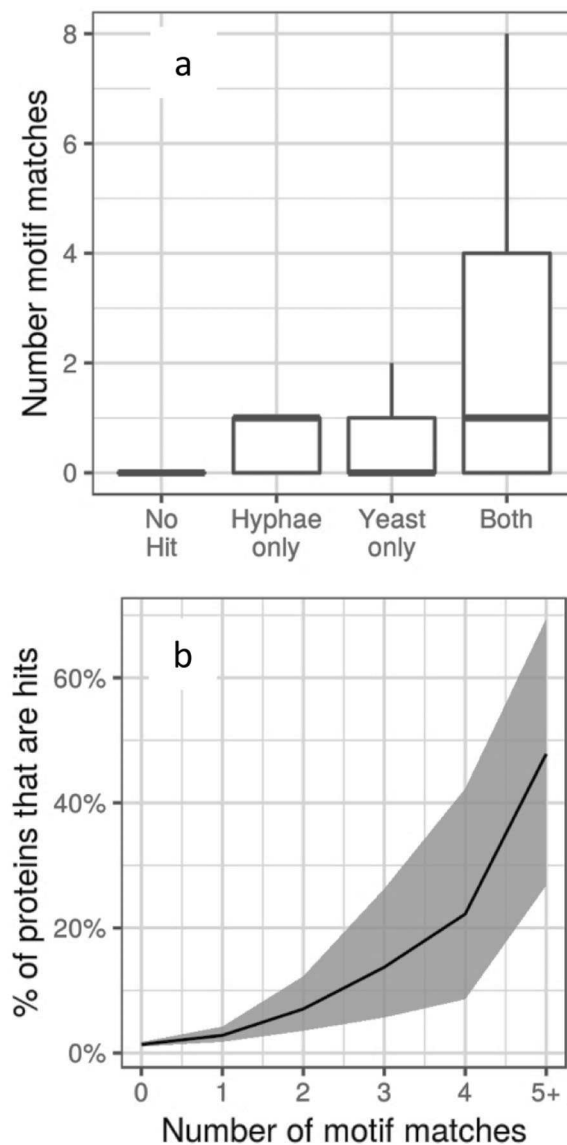 a
Number motif matches
8
6
4
2
0
No
Hit
Hyphae
only
Yeast
only
Both
b
% of proteins that are hits
60%
40%
20%
0%
0 1 2 3 4 5+
Number of motif matches